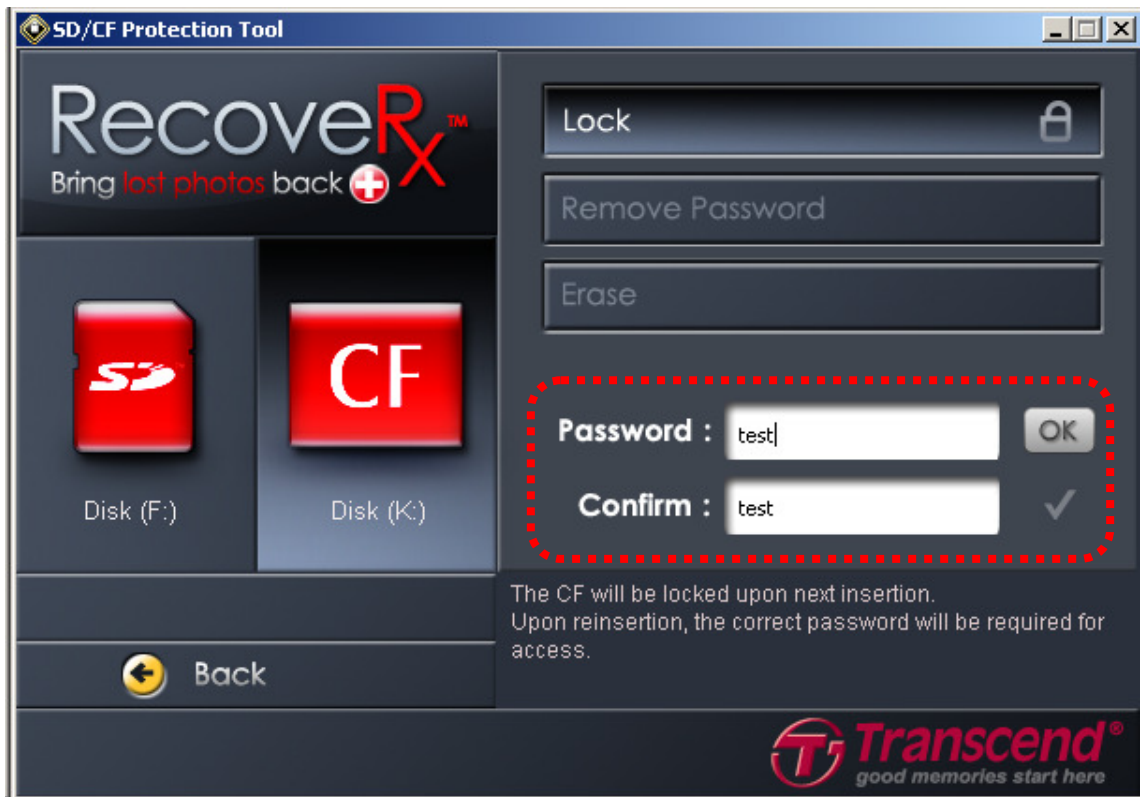 SD/CF Protection Tool
RecoveRx™
Bring lost photos back
SD
Disk (F:)
CF
Disk (K:)
Back
Lock
Remove Password
Erase
Password : test OK
Confirm : test
The CF will be locked upon next insertion.
Upon reinsertion, the correct password will be required for
access.
Transcend®
good memories start here